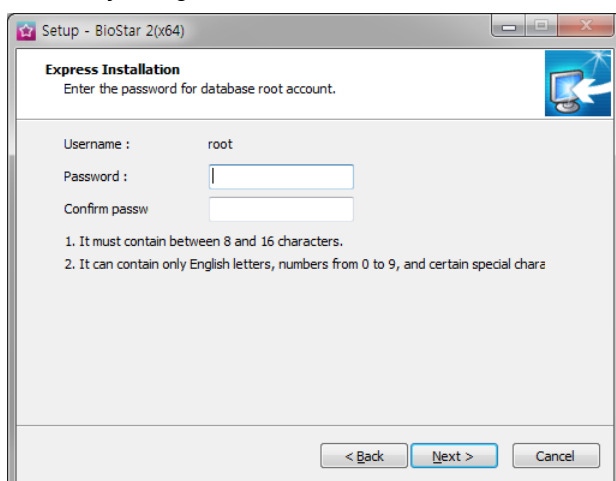 Setup - BioStar 2(x64)
Express Installation
Enter the password for database root account.
Username : root
Password :
Confirm passw
1. It must contain between 8 and 16 characters.
2. It can contain only English letters, numbers from 0 to 9, and certain special chara
< Back Next > Cancel